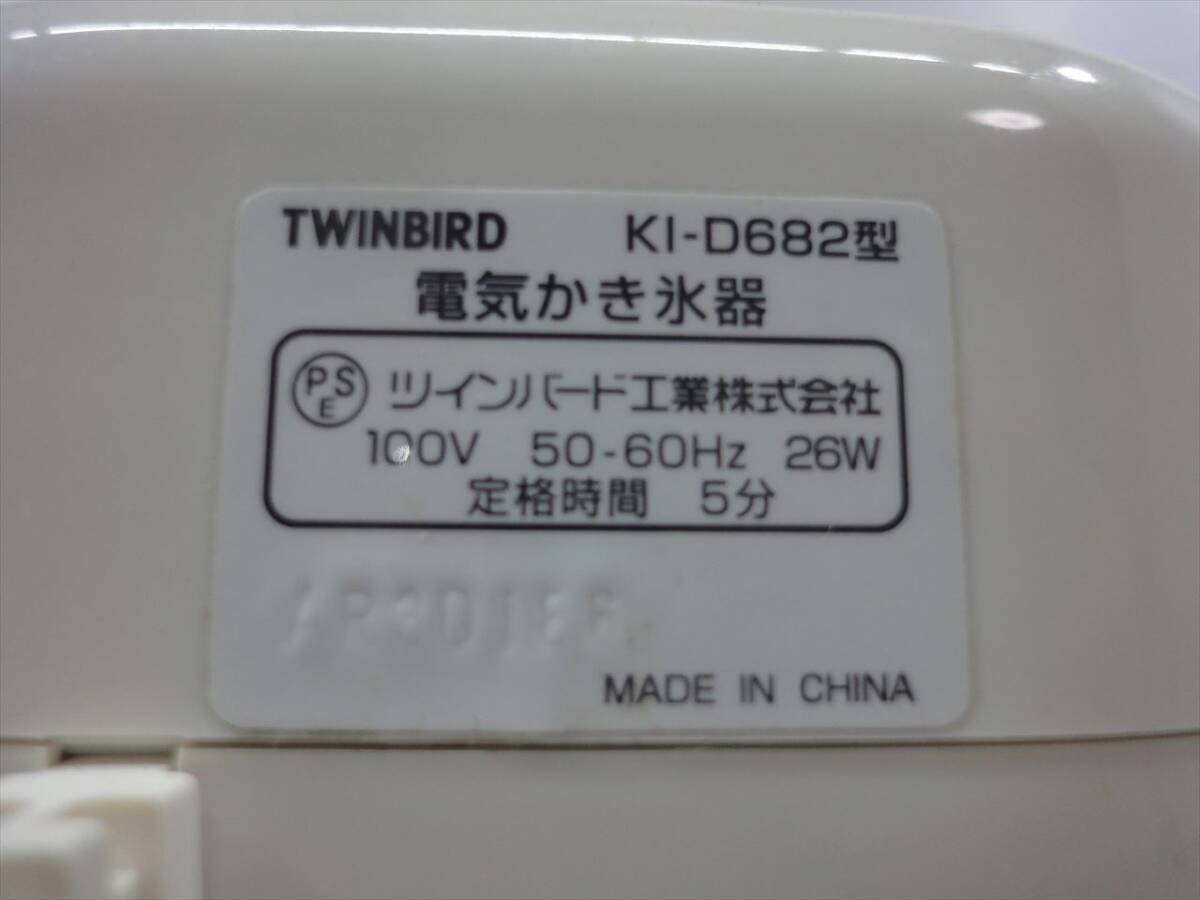 TWINBIRD KI-D682型
電気かき氷器
PSE ツインバード工業株式会社
100V 50-60Hz 26W
定格時間 5分
MADE IN CHINA